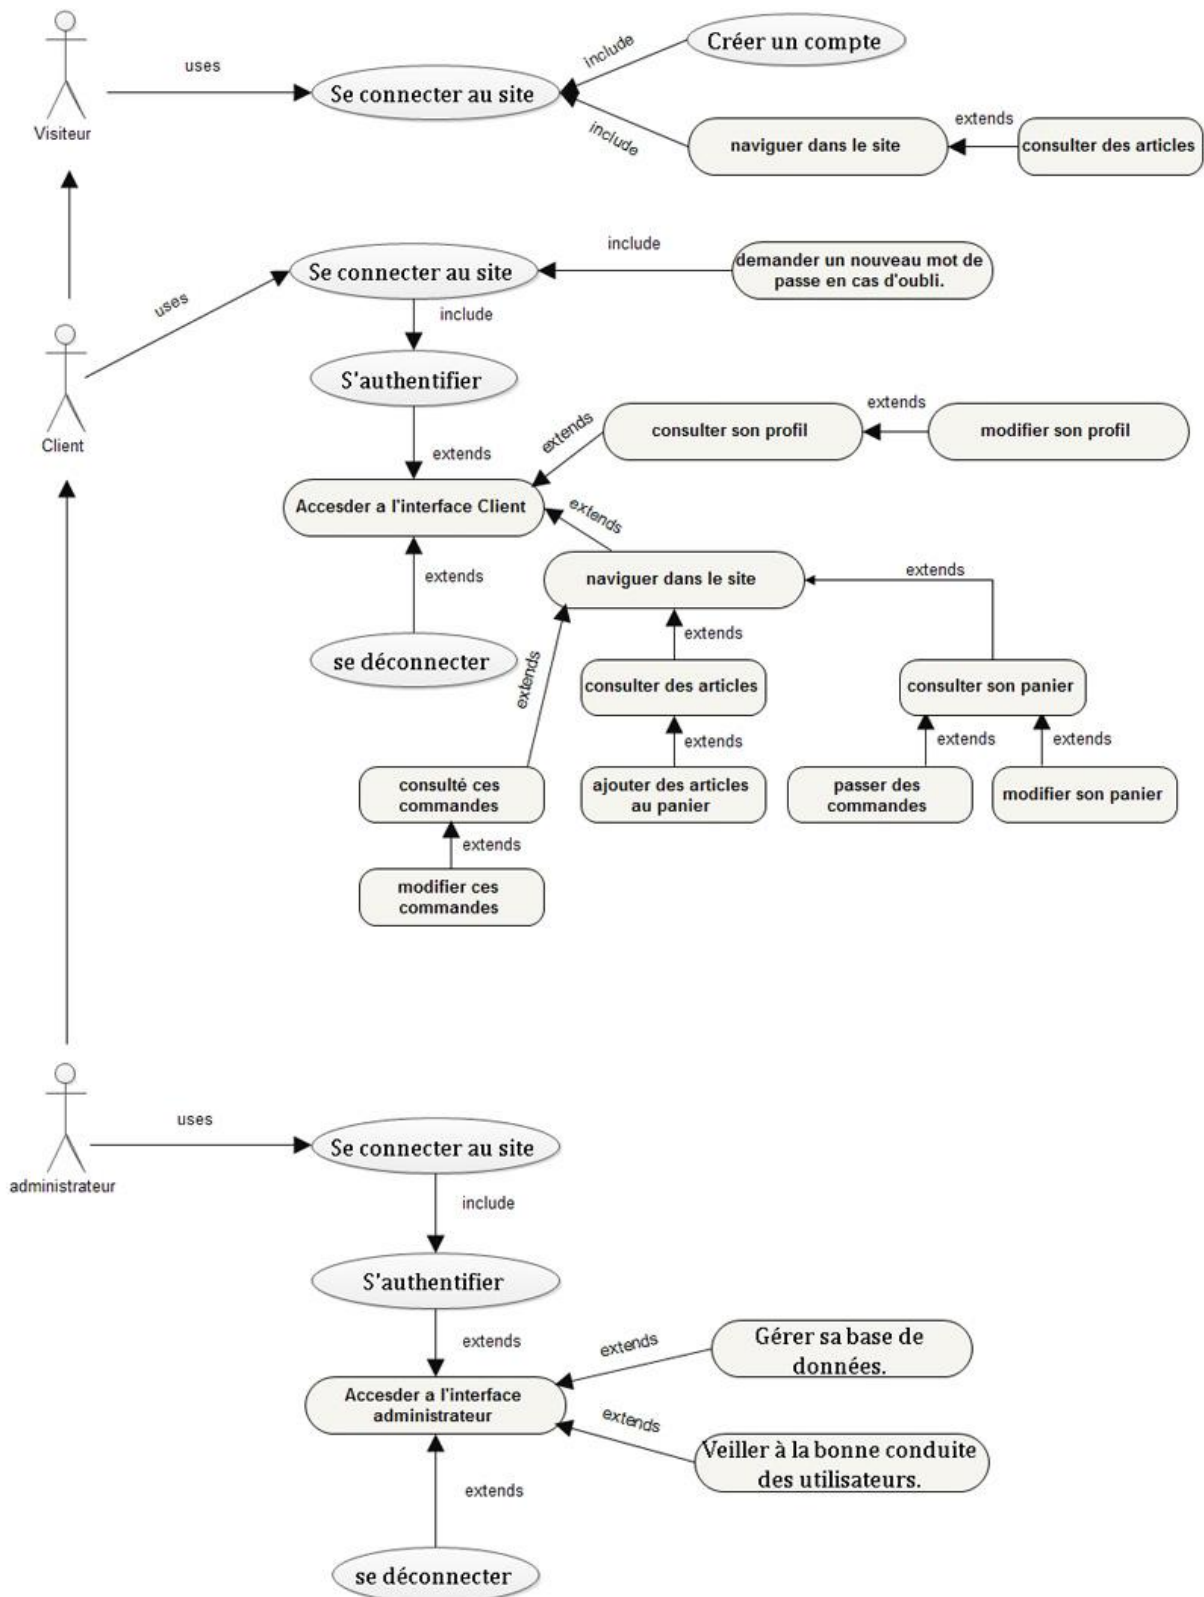 Créer un compte
include
uses
Se connecter au site
include
Visiteur
naviguer dans le site
extends
consulter des articles
include
demander un nouveau mot de
passe en cas d'oubli.
Se connecter au site
uses
include
S'authentifier
Client
extends
consulter son profil
extends
modifier son profil
extends
Accesder a l'interface Client
extends
extends
naviguer dans le site
extends
se déconnecter
extends
extends
consulter des articles
consulter son panier
extends
extends
extends
consulté ces
commandes
ajouter des articles
au panier
passer des
commandes
modifier son panier
extends
modifier ces
commandes
uses
Se connecter au site
administrateur
include
S'authentifier
extends
extends
Gérer sa base de
données.
Accesder a l'interface
administrateur
extends
Veiller à la bonne conduite
des utilisateurs.
extends
se déconnecter